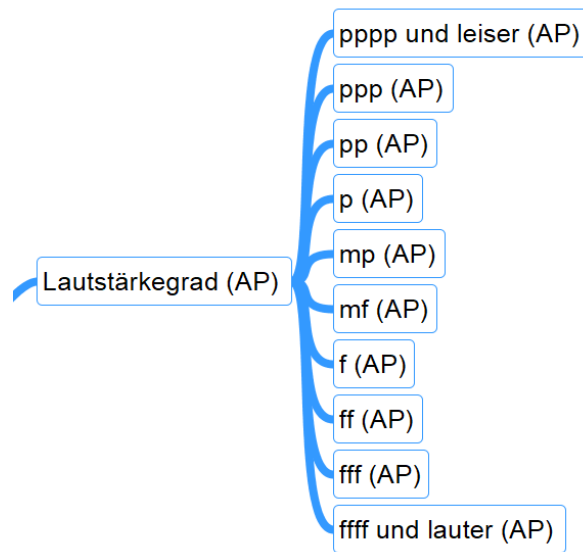 pppp und leiser (AP)
ppp (AP)
pp (AP)
p (AP)
mp (AP)
Lautstärkegrad (AP)
mf (AP)
f (AP)
ff (AP)
fff (AP)
ffff und lauter (AP)